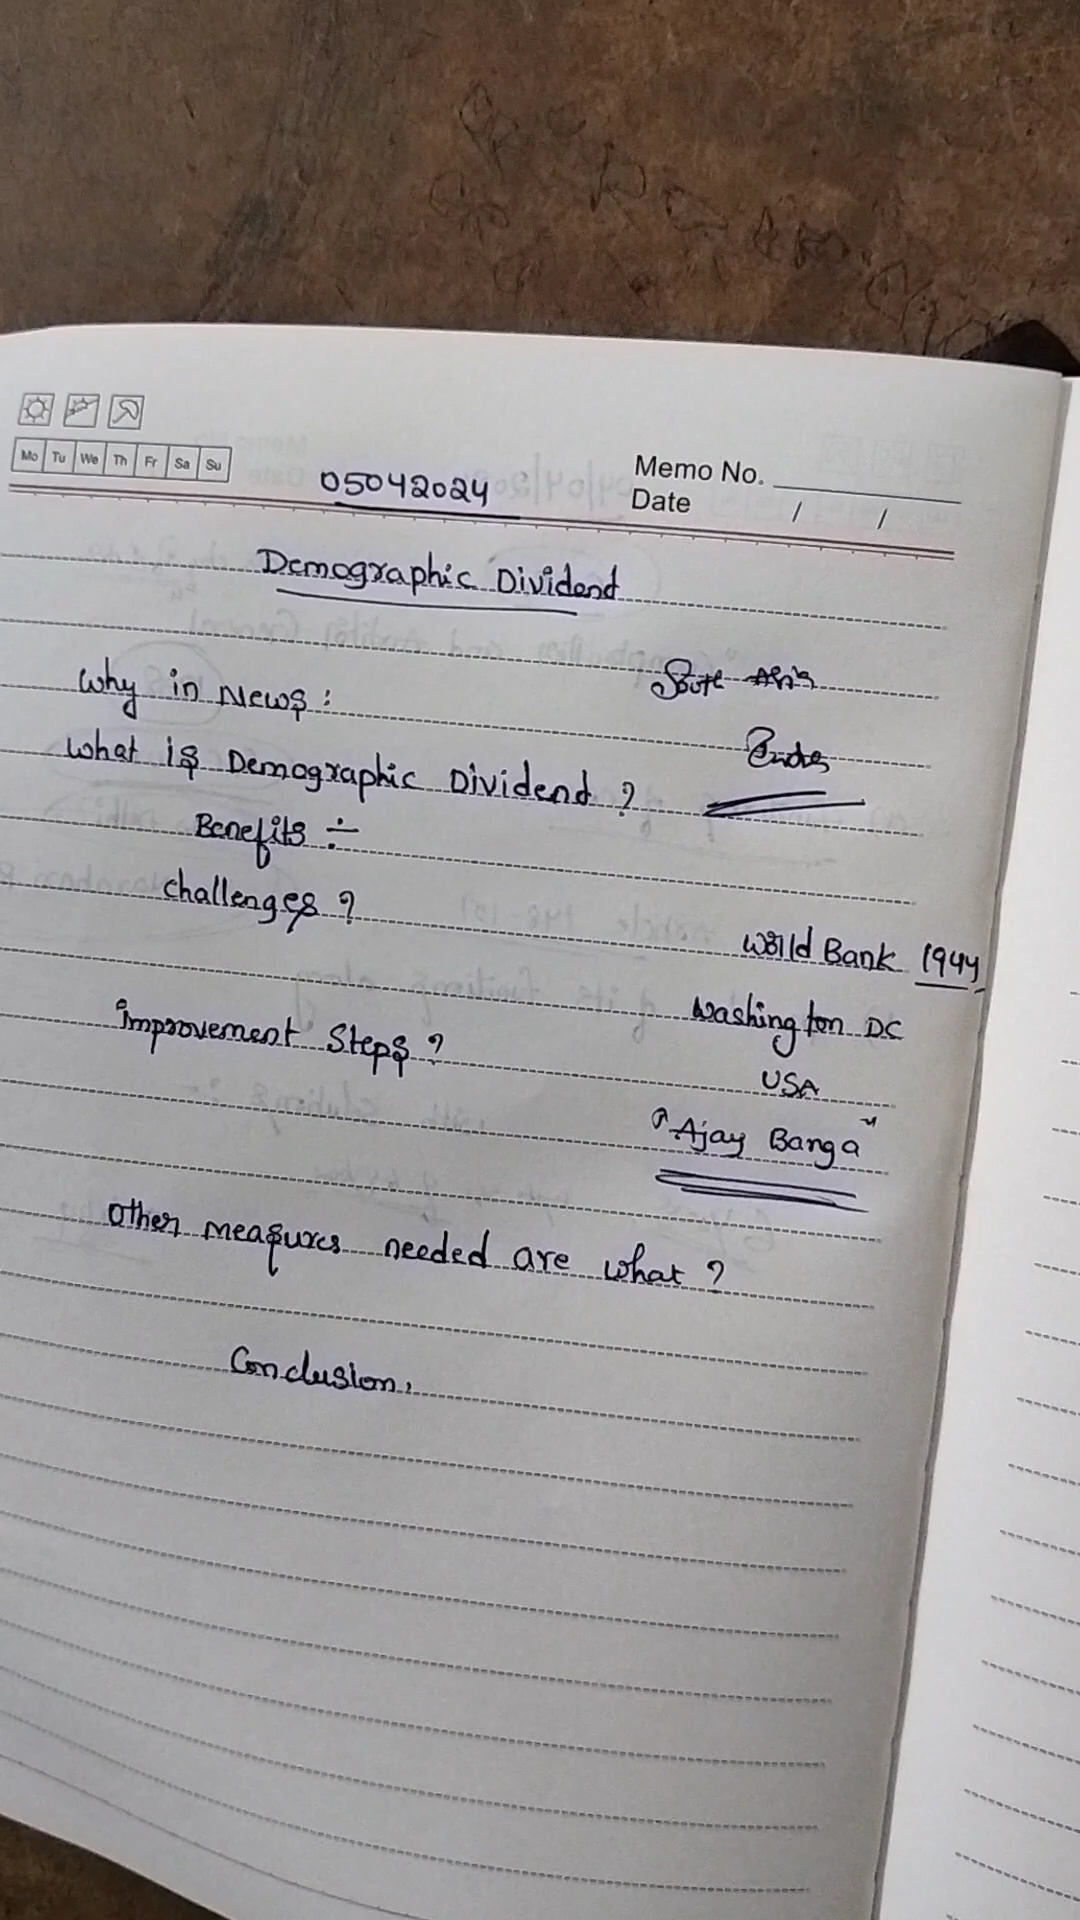 Mo Tu We Th Fr Sa Su
Memo No.
05042024
Date / /
Demographic Dividend
South Asia
Why in News :
What is Demographic Dividend ?
Benefits ÷
Challenges ?
World Bank 1944
Washington DC
Improvement Steps ?
USA
"Ajay Banga"
Other measures needed are what ?
Conclusion,